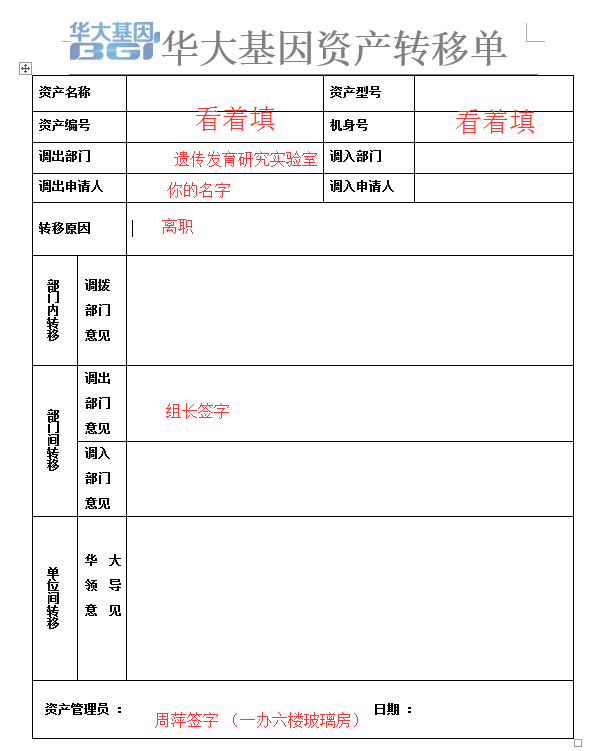 华大基因
BGI 华大基因资产转移单
资产名称 资产型号
资产编号 看着填 机身号 看着填
调出部门 遗传发育研究实验室 调入部门
调出申请人 你的名字 调入申请人
转移原因 离职
部门内转移
调拨
部门
意见
部门间转移
调出
部门
意见
组长签字
调入
部门
意见
单位间转移
华大
领导
意见
资产管理员 : 周萍签字 (一办六楼玻璃房) 日期 :